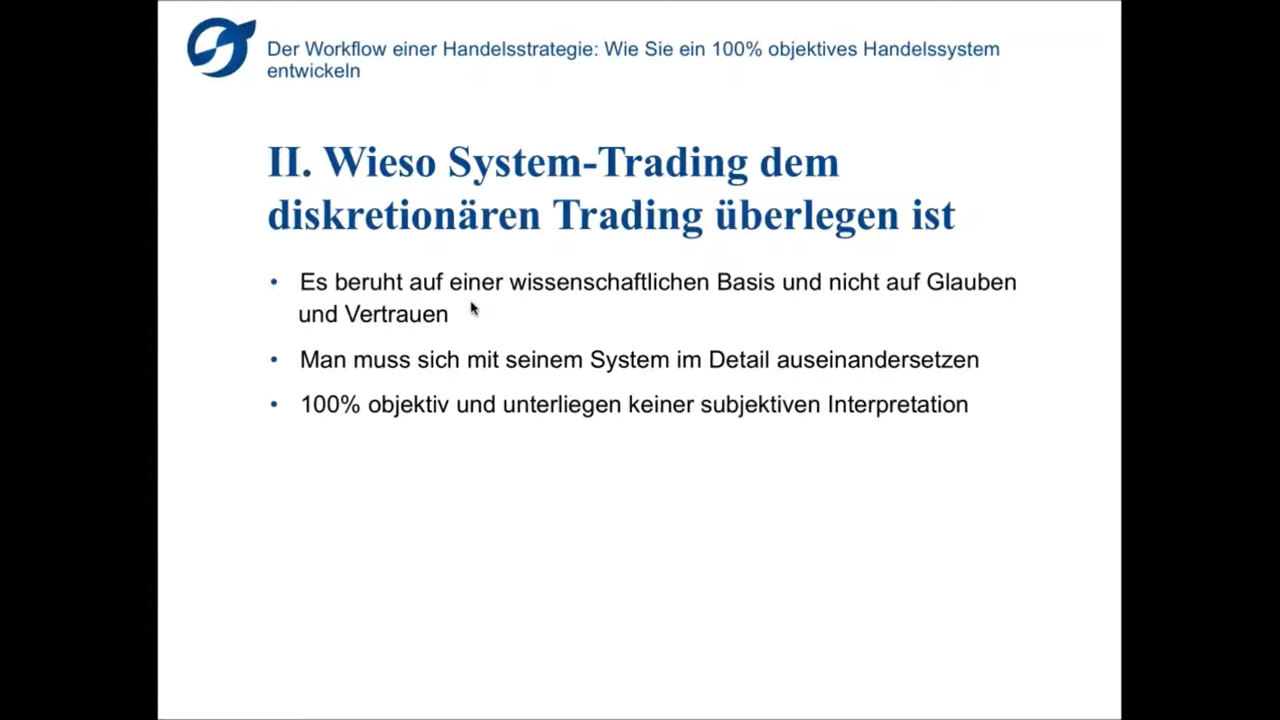 Der Workflow einer Handelsstrategie: Wie Sie ein 100% objektives Handelssystem
entwickeln
II. Wieso System-Trading dem
diskretionären Trading überlegen ist
• Es beruht auf einer wissenschaftlichen Basis und nicht auf Glauben
und Vertrauen
• Man muss sich mit seinem System im Detail auseinandersetzen
• 100% objektiv und unterliegen keiner subjektiven Interpretation